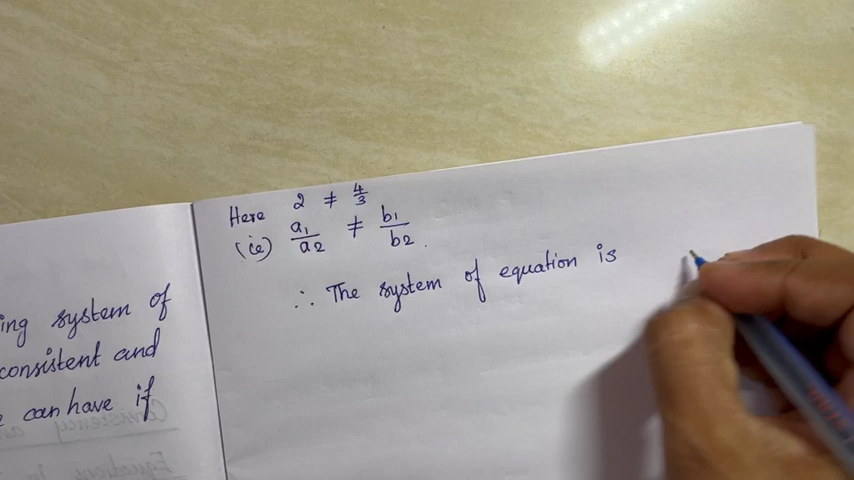 ing system of
consistent and
can have if
Here 2 ≠ 4/3
(ie) a1/a2 ≠ b1/b2.
∴ The system of equation is